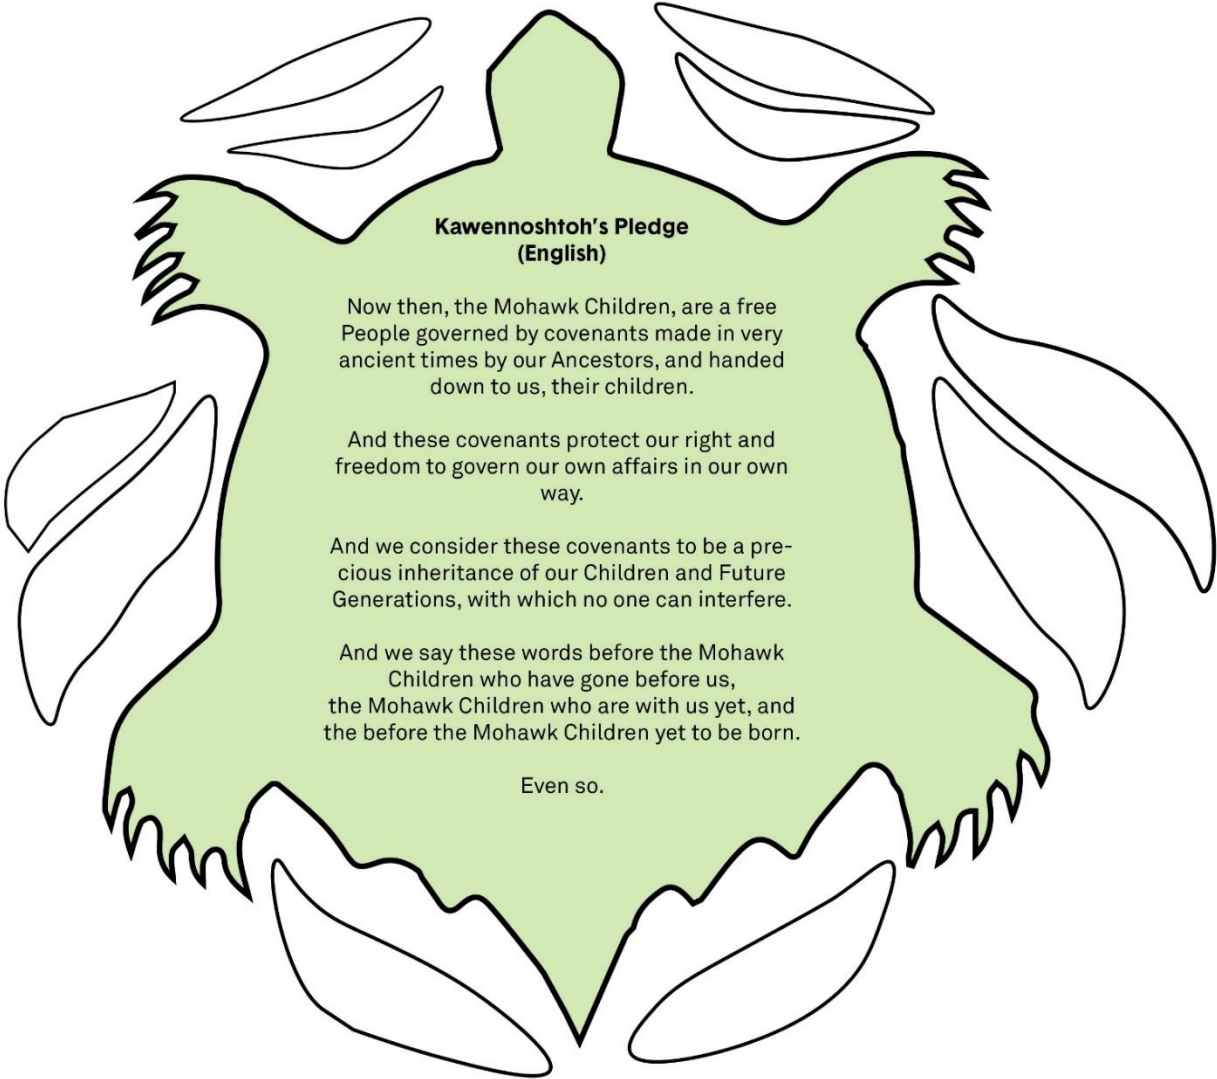 Kawennoshtoh's Pledge
(English)
Now then, the Mohawk Children, are a free
People governed by covenants made in very
ancient times by our Ancestors, and handed
down to us, their children.
And these covenants protect our right and
freedom to govern our own affairs in our own
way.
And we consider these covenants to be a pre-
cious inheritance of our Children and Future
Generations, with which no one can interfere.
And we say these words before the Mohawk
Children who have gone before us,
the Mohawk Children who are with us yet, and
the before the Mohawk Children yet to be born.
Even so.